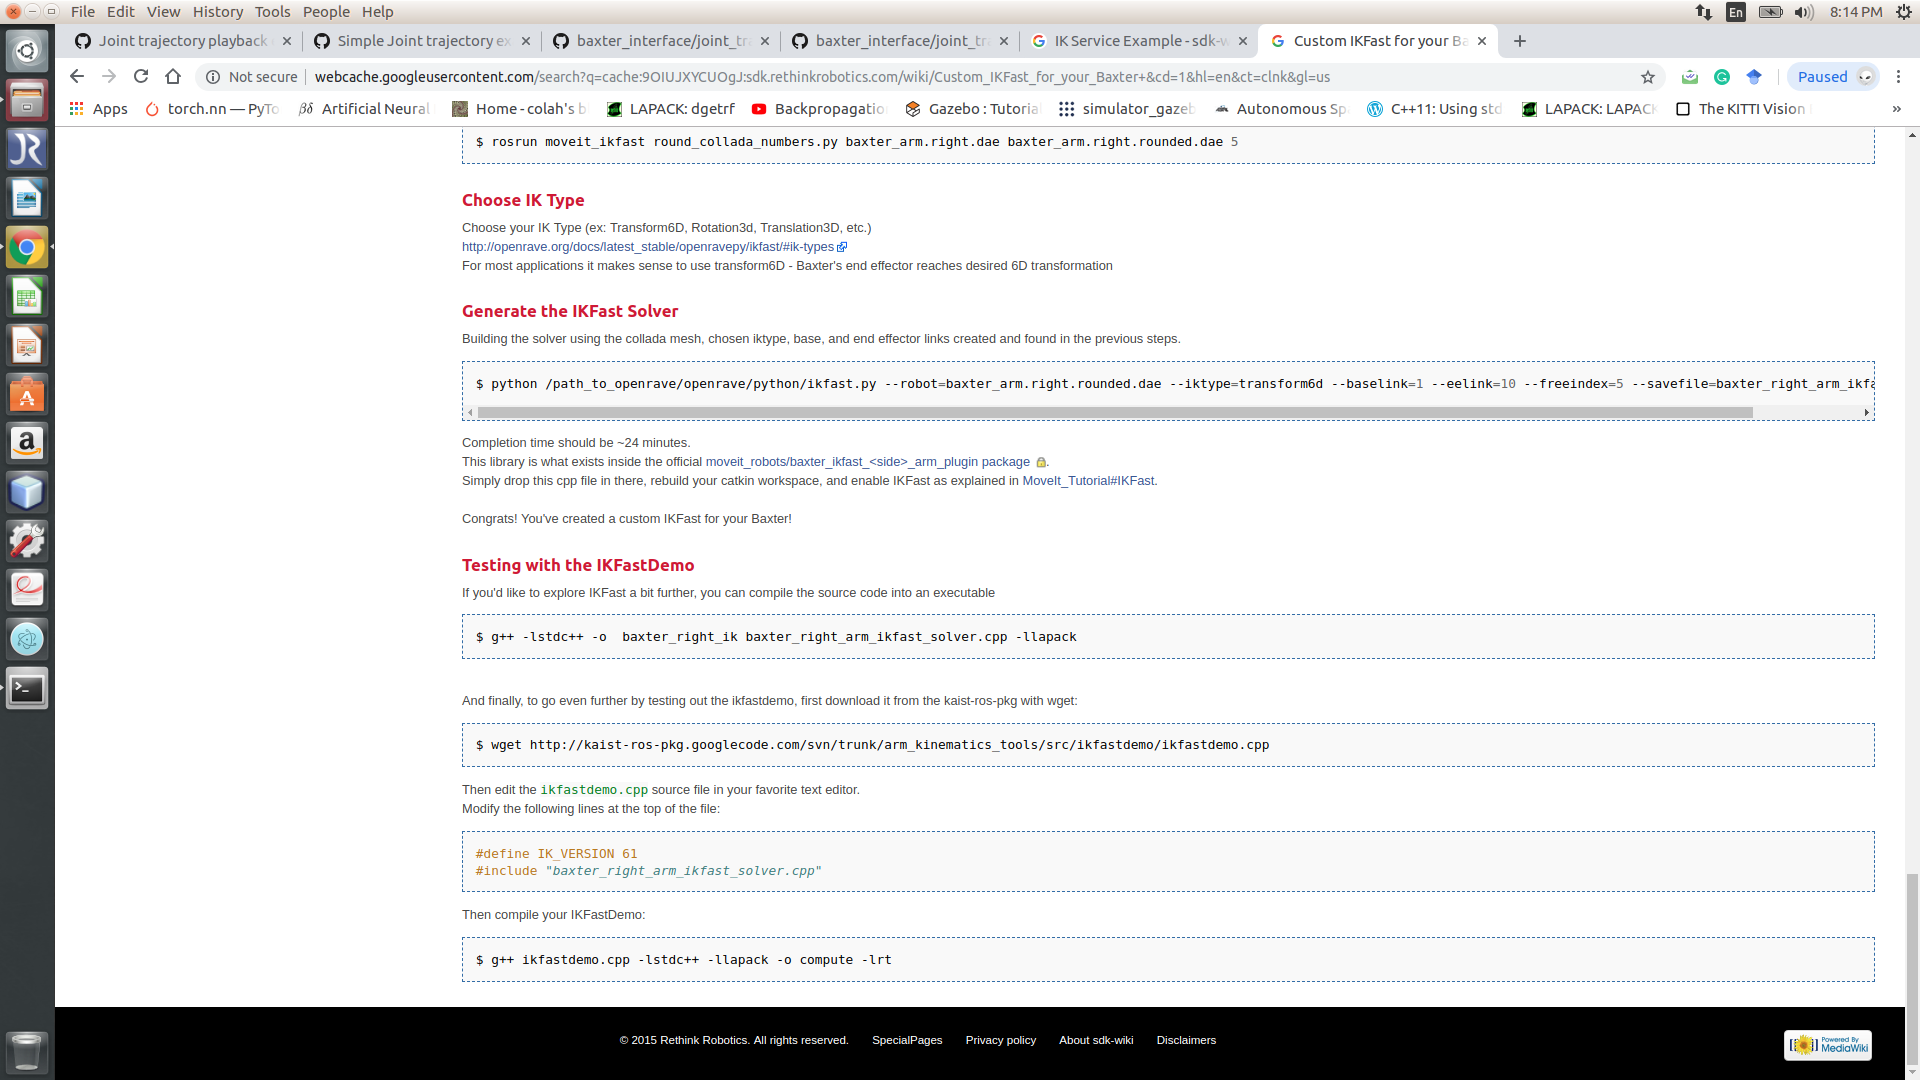 File Edit View History Tools People Help
En 8:14 PM
Joint trajectory playback
Simple Joint trajectory ex
baxter_interface/joint_tr
baxter_interface/joint_tr
IK Service Example - sdk-w
Custom IKFast for your Ba
Not secure webcache.googleusercontent.com/search?q=cache:9OIUJXYCUOgJ:sdk.rethinkrobotics.com/wiki/Custom_IKFast_for_your_Baxter+&cd=1&hl=en&ct=clnk&gl=us
Paused
Apps torch.nn — PyTo Artificial Neural Home - colah's b LAPACK: dgetrf Backpropagatio Gazebo : Tutorial simulator_gazeb Autonomous Sp C++11: Using std LAPACK: LAPACK The KITTI Vision »
$ rosrun moveit_ikfast round_collada_numbers.py baxter_arm.right.dae baxter_arm.right.rounded.dae 5
Choose IK Type
Choose your IK Type (ex: Transform6D, Rotation3d, Translation3D, etc.)
http://openrave.org/docs/latest_stable/openravepy/ikfast/#ik-types
For most applications it makes sense to use transform6D - Baxter's end effector reaches desired 6D transformation
Generate the IKFast Solver
Building the solver using the collada mesh, chosen iktype, base, and end effector links created and found in the previous steps.
$ python /path_to_openrave/openrave/python/ikfast.py --robot=baxter_arm.right.rounded.dae --iktype=transform6d --baselink=1 --eelink=10 --freeindex=5 --savefile=baxter_right_arm_ikfa
Completion time should be ~24 minutes.
This library is what exists inside the official moveit_robots/baxter_ikfast_<side>_arm_plugin package .
Simply drop this cpp file in there, rebuild your catkin workspace, and enable IKFast as explained in MoveIt_Tutorial#IKFast.
Congrats! You've created a custom IKFast for your Baxter!
Testing with the IKFastDemo
If you'd like to explore IKFast a bit further, you can compile the source code into an executable
$ g++ -lstdc++ -o  baxter_right_ik baxter_right_arm_ikfast_solver.cpp -llapack
And finally, to go even further by testing out the ikfastdemo, first download it from the kaist-ros-pkg with wget:
$ wget http://kaist-ros-pkg.googlecode.com/svn/trunk/arm_kinematics_tools/src/ikfastdemo/ikfastdemo.cpp
Then edit the ikfastdemo.cpp source file in your favorite text editor.
Modify the following lines at the top of the file:
#define IK_VERSION 61
#include "baxter_right_arm_ikfast_solver.cpp"
Then compile your IKFastDemo:
$ g++ ikfastdemo.cpp -lstdc++ -llapack -o compute -lrt
© 2015 Rethink Robotics. All rights reserved. SpecialPages Privacy policy About sdk-wiki Disclaimers
Powered By
MediaWiki